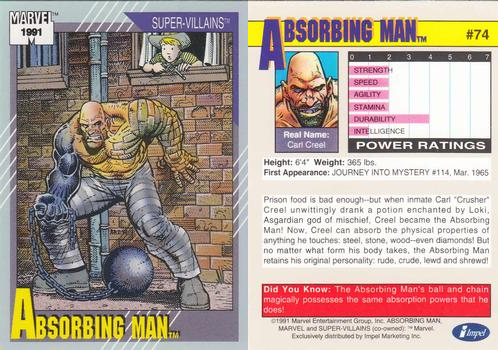 MARVEL
1991
SUPER-VILLAINS™
ABSORBING MAN™
ABSORBING MAN™
#74
0 1 2 3 4 5 6 7
STRENGTH
SPEED
AGILITY
STAMINA
DURABILITY
INTELLIGENCE
POWER RATINGS
Real Name:
Carl Creel
Height: 6'4" Weight: 365 lbs.
First Appearance: JOURNEY INTO MYSTERY #114, Mar. 1965
Prison food is bad enough--but when inmate Carl "Crusher"
Creel unwittingly drank a potion enchanted by Loki,
Asgardian god of mischief, Creel became the Absorbing
Man! Now, Creel can absorb the physical properties of
anything he touches: steel, stone, wood--even diamonds! But
no matter what form his body takes, the Absorbing Man
retains his original personality: rude, crude, lewd and shrewd!
Did You Know: The Absorbing Man's ball and chain
magically possesses the same absorption powers that he
does!
©1991 Marvel Entertainment Group, Inc. ABSORBING MAN,
MARVEL and SUPER-VILLAINS (co-owned): ™ Marvel.
Exclusively distributed by Impel Marketing Inc.
Impel